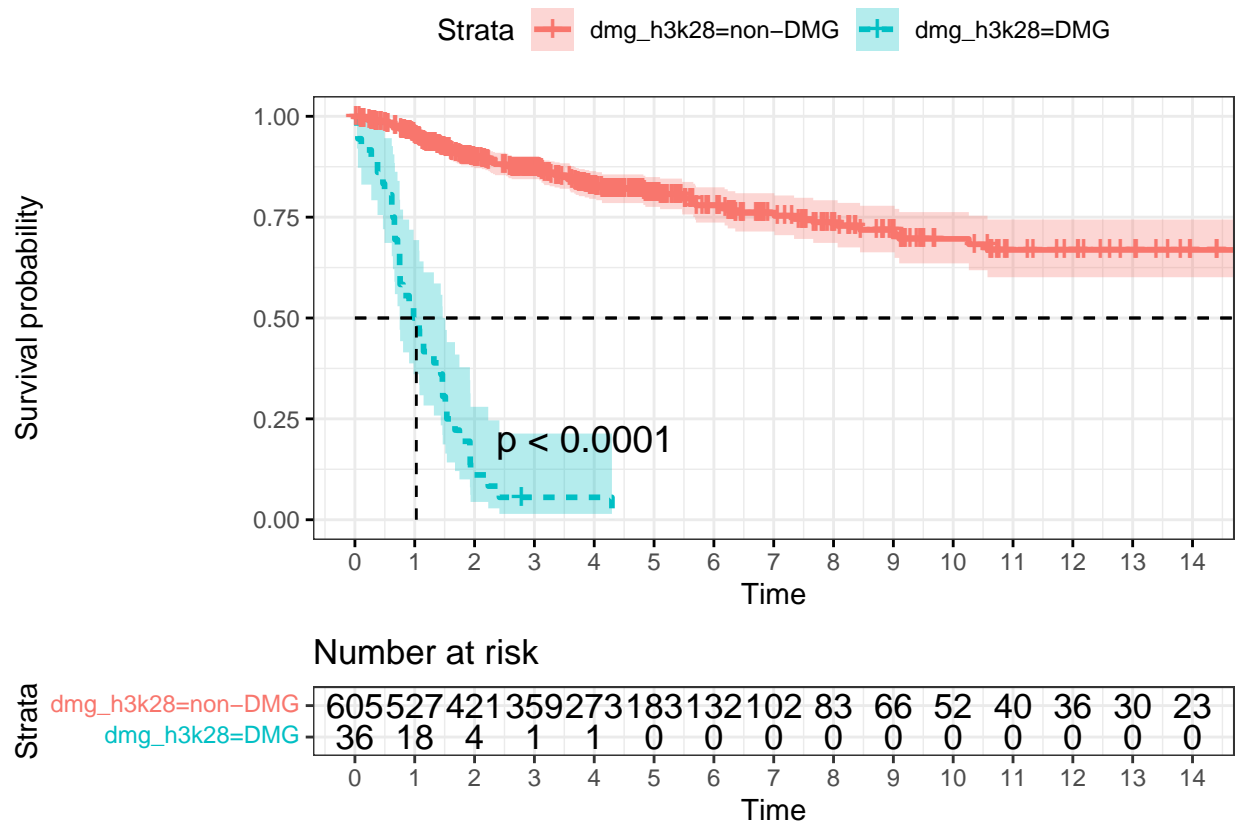 Strata dmg_h3k28=non−DMG dmg_h3k28=DMG
1.00
0.75
0.50
0.25
0.00
Survival probability
p < 0.0001
0 1 2 3 4 5 6 7 8 9 10 11 12 13 14
Time
Number at risk
Strata
dmg_h3k28=non−DMG 605 527 421 359 273 183 132 102 83 66 52 40 36 30 23
dmg_h3k28=DMG 36 18 4 1 1 0 0 0 0 0 0 0 0 0 0
0 1 2 3 4 5 6 7 8 9 10 11 12 13 14
Time